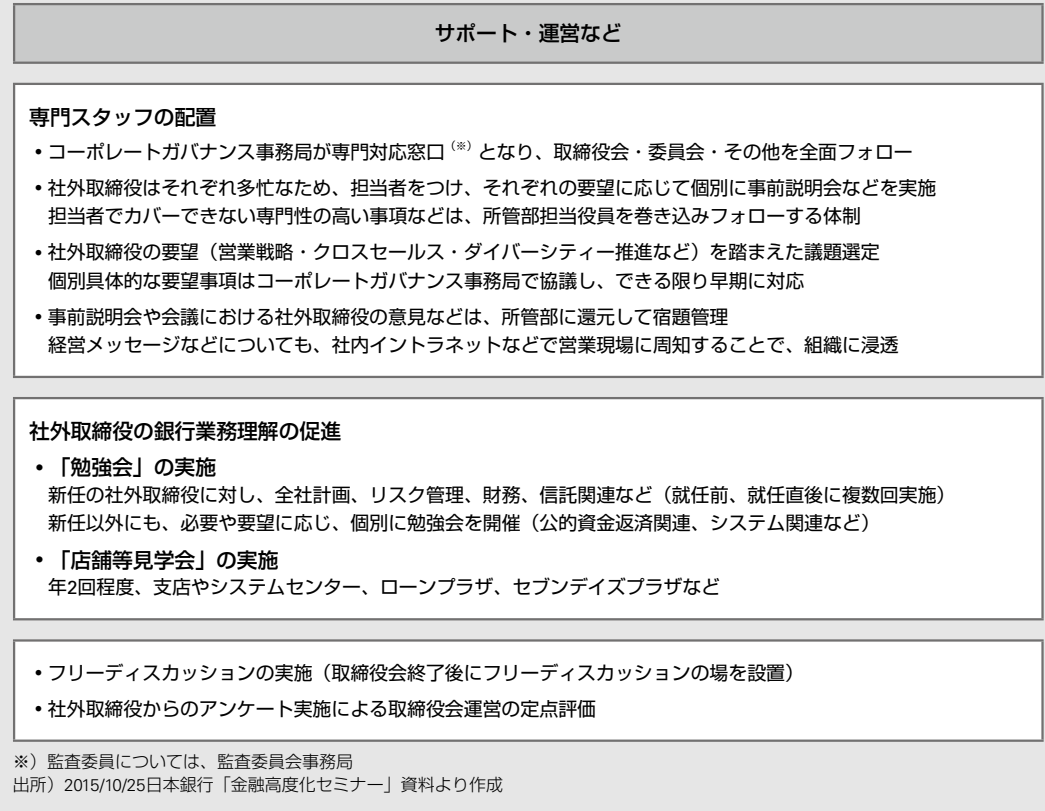 サポート・運営など
専門スタッフの配置
•コーポレートガバナンス事務局が専門対応窓口（※）となり、取締役会・委員会・その他を全面フォロー
•社外取締役はそれぞれ多忙なため、担当者をつけ、それぞれの要望に応じて個別に事前説明会などを実施
担当者でカバーできない専門性の高い事項などは、所管部担当役員を巻き込みフォローする体制
•社外取締役の要望（営業戦略・クロスセールス・ダイバーシティー推進など）を踏まえた議題選定
個別具体的な要望事項はコーポレートガバナンス事務局で協議し、できる限り早期に対応
•事前説明会や会議における社外取締役の意見などは、所管部に還元して宿題管理
経営メッセージなどについても、社内イントラネットなどで営業現場に周知することで、組織に浸透
社外取締役の銀行業務理解の促進
•「勉強会」の実施
新任の社外取締役に対し、全社計画、リスク管理、財務、信託関連など（就任前、就任直後に複数回実施）
新任以外にも、必要や要望に応じ、個別に勉強会を開催（公的資金返済関連、システム関連など）
•「店舗等見学会」の実施
年2回程度、支店やシステムセンター、ローンプラザ、セブンデイズプラザなど
•フリーディスカッションの実施（取締役会終了後にフリーディスカッションの場を設置）
•社外取締役からのアンケート実施による取締役会運営の定点評価
※）監査委員については、監査委員会事務局
出所）2015/10/25日本銀行「金融高度化セミナー」資料より作成